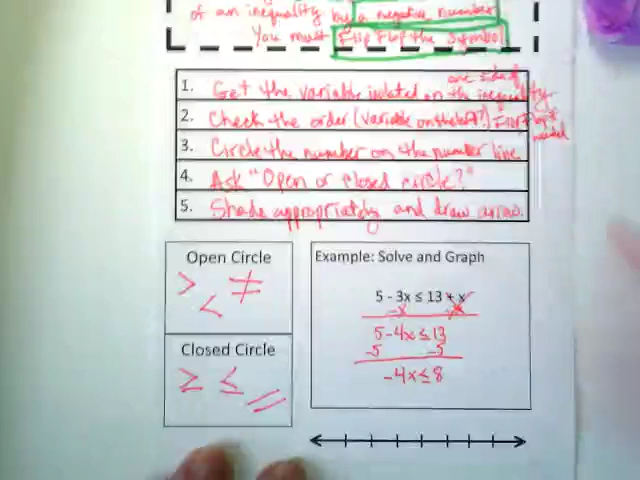 of an inequality by a negative number
You must Flip Flop the Symbol
1. Get the variable isolated on one side of the inequality
2. Check the order (variable on the left?) Flip Flop if needed
3. Circle the number on the number line
4. Ask "Open or closed circle?"
5. Shade appropriately and draw arrow.
Open Circle
> < ≠
Closed Circle
≥ ≤ =
Example: Solve and Graph
5 - 3x ≤ 13 + x
-x -x
5-4x ≤ 13
-5 -5
-4x ≤ 8